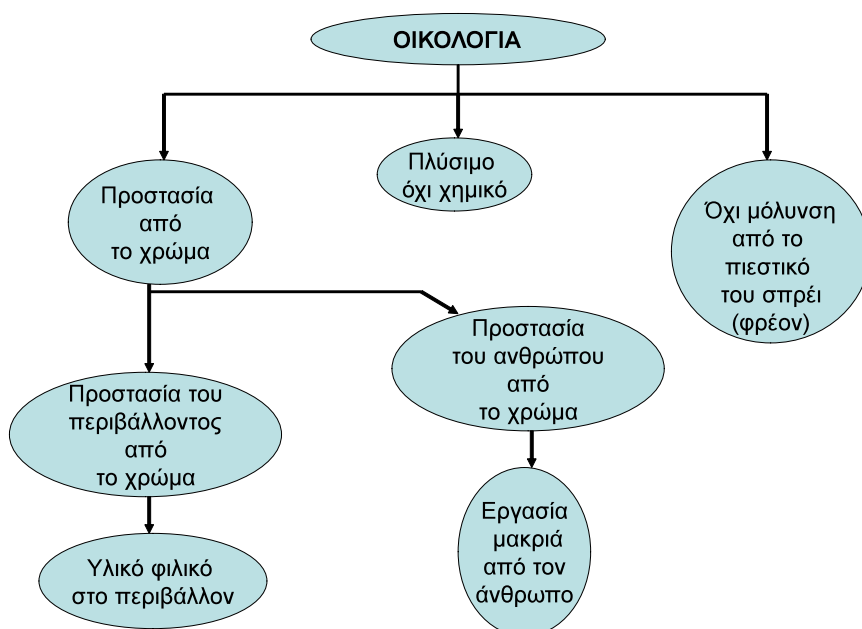 ΟΙΚΟΛΟΓΙΑ
Προστασία
από
το χρώμα
Πλύσιμο
όχι χημικό
Όχι μόλυνση
από το
πιεστικό
του σπρέι
(φρέον)
Προστασία του
περιβάλλοντος
από
το χρώμα
Προστασία
του ανθρώπου
από
το χρώμα
Υλικό φιλικό
στο περιβάλλον
Εργασία
μακριά
από τον
άνθρωπο